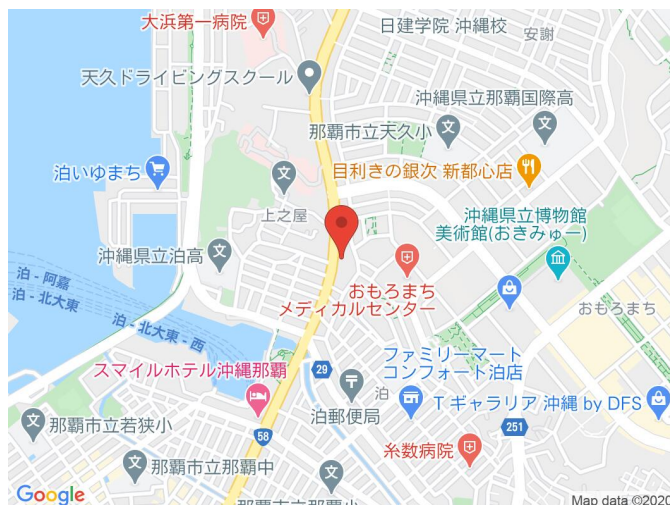 大浜第一病院
日建学院 沖縄校
安謝
天久ドライビングスクール
沖縄県立那覇国際高
那覇市立天久小
泊いゆまち
目利きの銀次 新都心店
上之屋
沖縄県立博物館
美術館(おきみゅー)
沖縄県立泊高
おもろまち
メディカルセンター
おもろまち
泊 - 阿嘉
泊 - 北大東
泊 - 北大東 - 西
スマイルホテル沖縄那覇
29
ファミリーマート
コンフォート泊店
泊
泊郵便局
T ギャラリア 沖縄 by DFS
那覇市立若狭小
58
251
糸数病院
那覇市立那覇中
那覇市立那覇小
Google
Map data ©2020